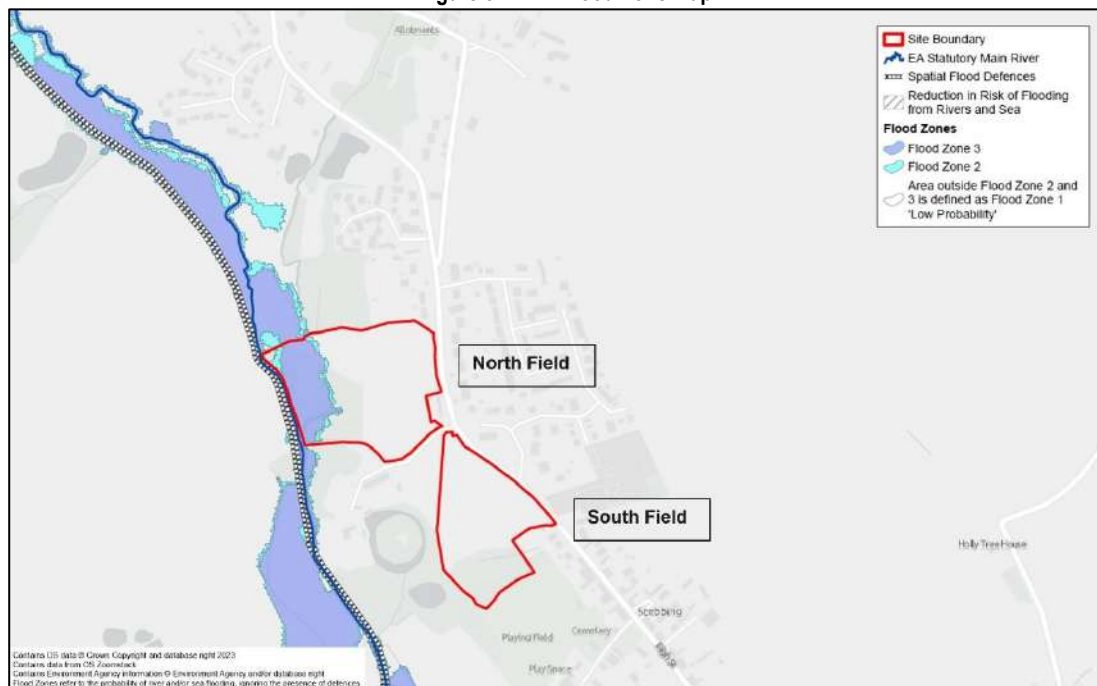 Allotments
Site Boundary
EA Statutory Main River
Spatial Flood Defences
Reduction in Risk of Flooding
from Rivers and Sea
Flood Zones
Flood Zone 3
Flood Zone 2
Area outside Flood Zone 2 and
3 is defined as Flood Zone 1
'Low Probability'
North Field
South Field
Holly Tree House
Stebbing
Playing Field
Cemetery
Play Space
High St
Contains OS data © Crown Copyright and database right 2023
Contains data from OS Zoomstack
Contains Environment Agency information © Environment Agency and/or database right
Flood Zones refer to the probability of river and/or sea flooding, ignoring the presence of defences